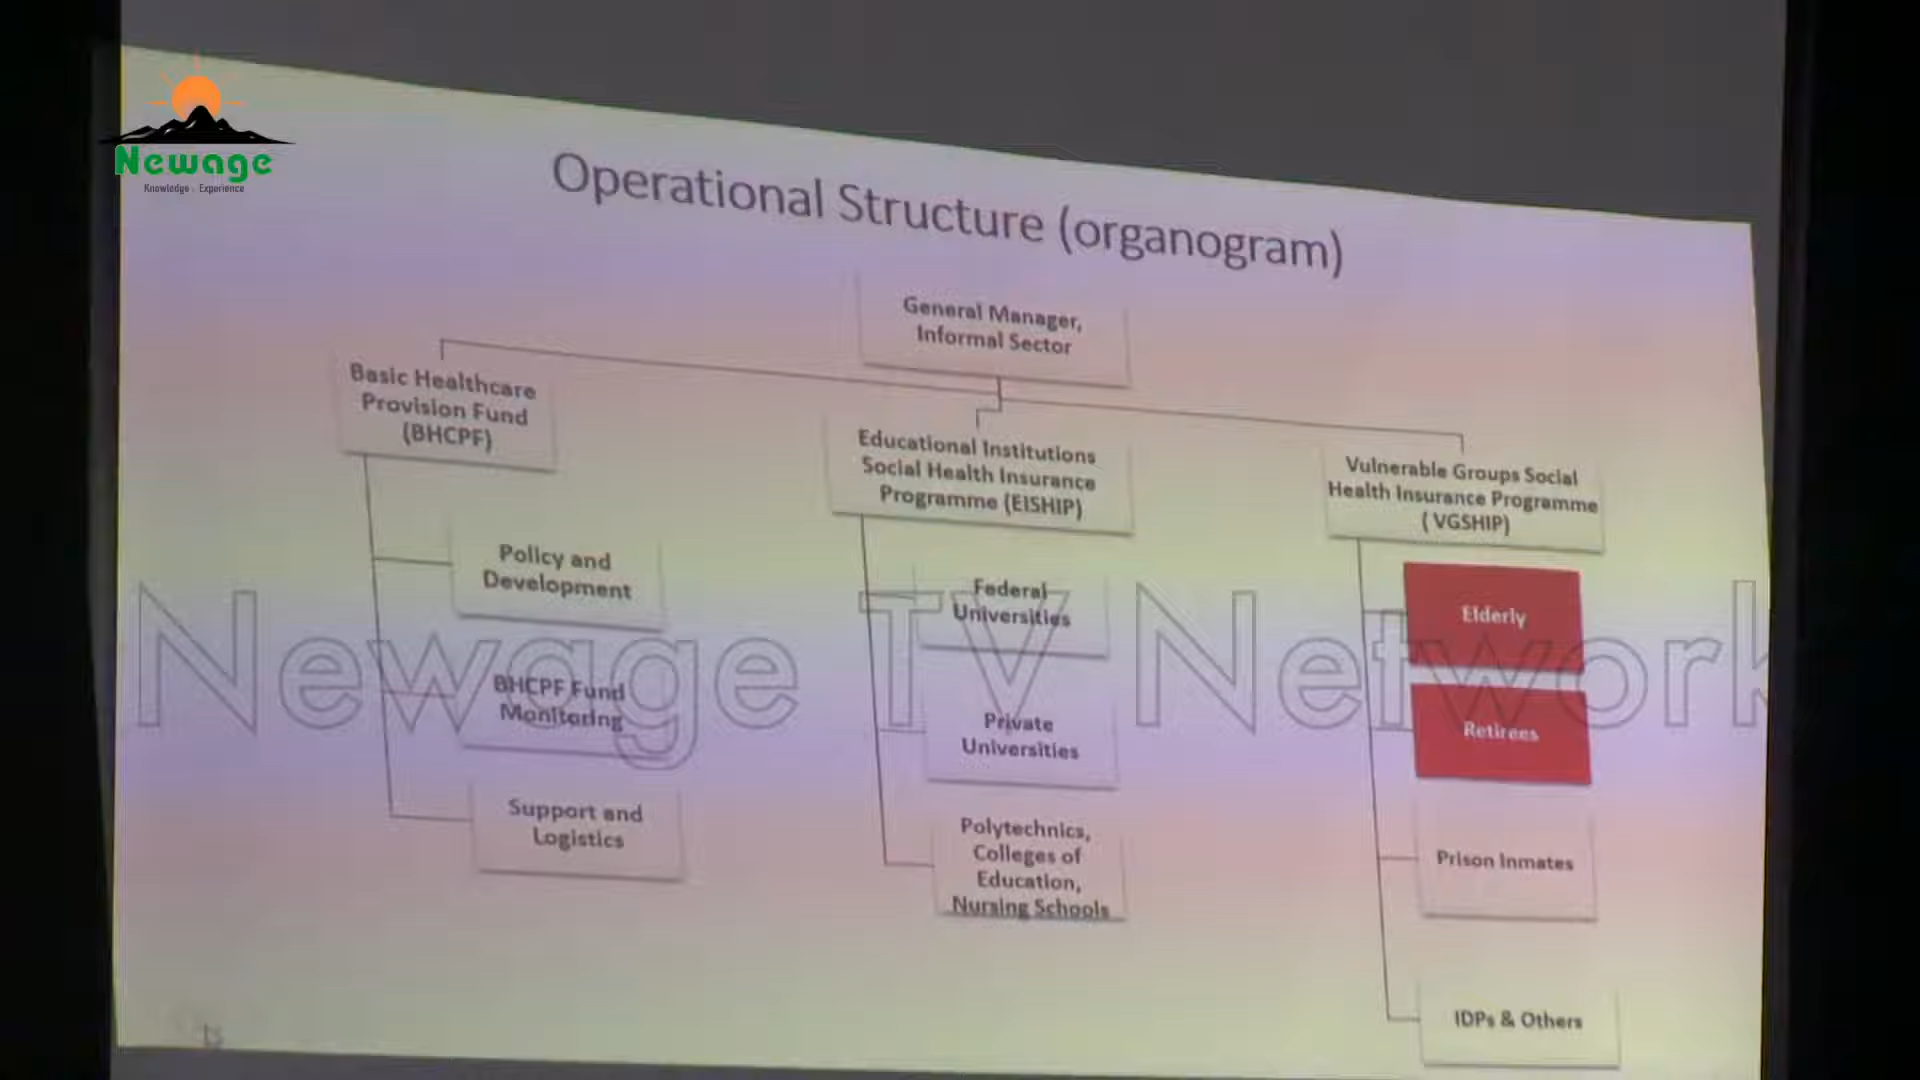 Newage
Knowledge Experience
Operational Structure (organogram)
General Manager,
Informal Sector
Basic Healthcare
Provision Fund
(BHCPF)
Policy and
Development
BHCPF Fund
Monitoring
Support and
Logistics
Educational Institutions
Social Health Insurance
Programme (EISHIP)
Federal
Universities
Private
Universities
Polytechnics,
Colleges of
Education,
Nursing Schools
Vulnerable Groups Social
Health Insurance Programme
( VGSHIP)
Elderly
Retirees
Prison Inmates
IDPs & Others
Newage TV Network